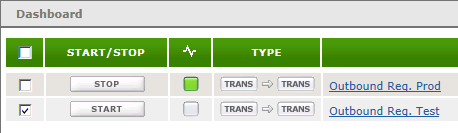 Dashboard
START/STOP TYPE
STOP TRANS TRANS Outbound Req. Prod
START TRANS TRANS Outbound Req. Test